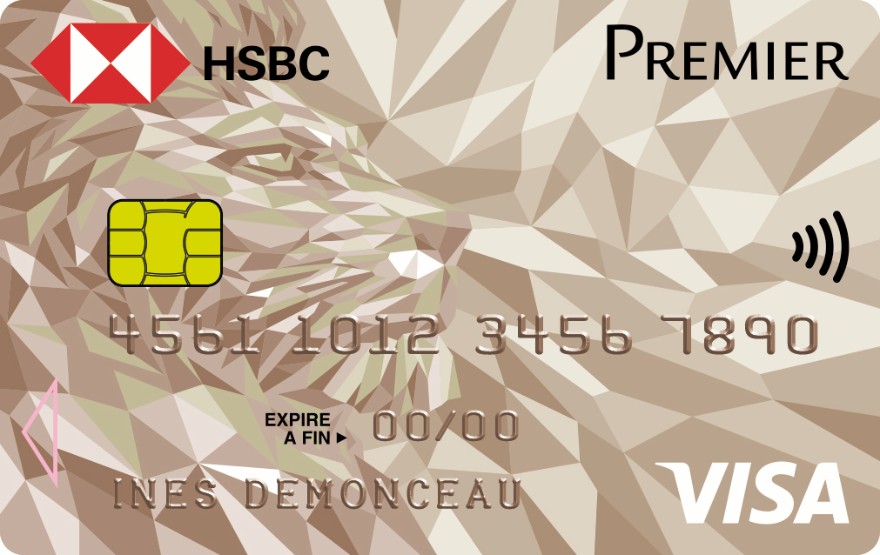 HSBC
PREMIER
4561 1012 3456 7890
EXPIRE
A FIN ▶ 00/00
INES DEMONCEAU
VISA